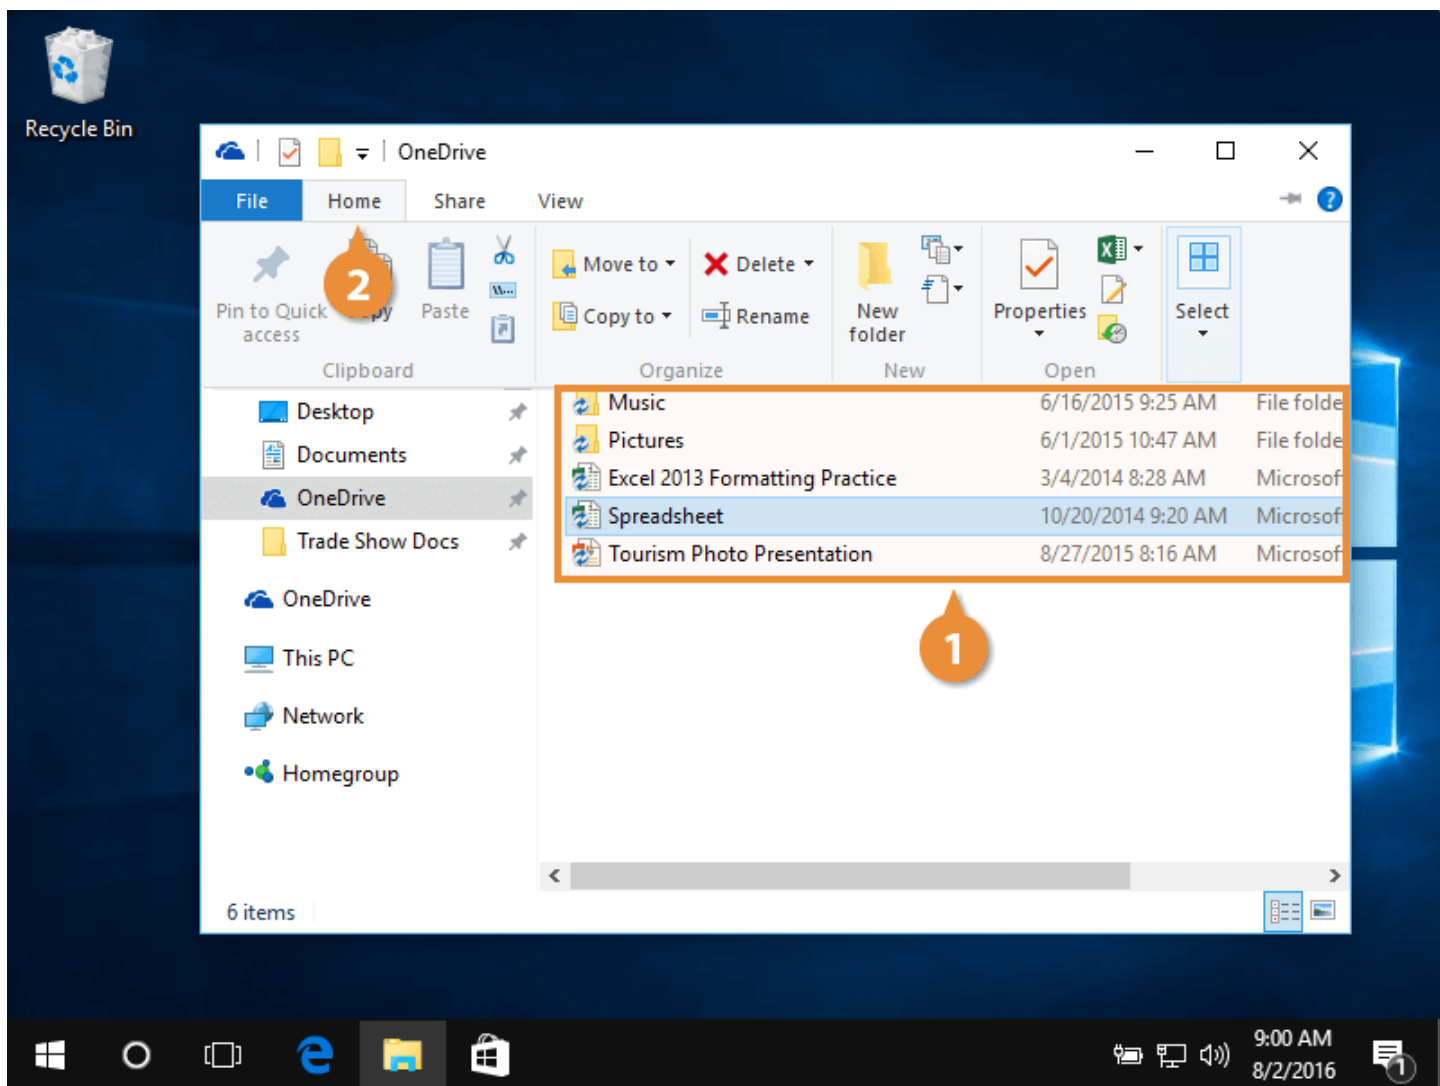 Recycle Bin
OneDrive
File Home Share View
?
Pin to Quick access
Copy
Paste
Clipboard
Move to
Copy to
Delete
Rename
Organize
New folder
New
Properties
Open
Select
2
Desktop
Documents
OneDrive
Trade Show Docs
OneDrive
This PC
Network
Homegroup
Music 6/16/2015 9:25 AM File folde
Pictures 6/1/2015 10:47 AM File folde
Excel 2013 Formatting Practice 3/4/2014 8:28 AM Microsof
Spreadsheet 10/20/2014 9:20 AM Microsof
Tourism Photo Presentation 8/27/2015 8:16 AM Microsof
1
6 items
9:00 AM
8/2/2016
1